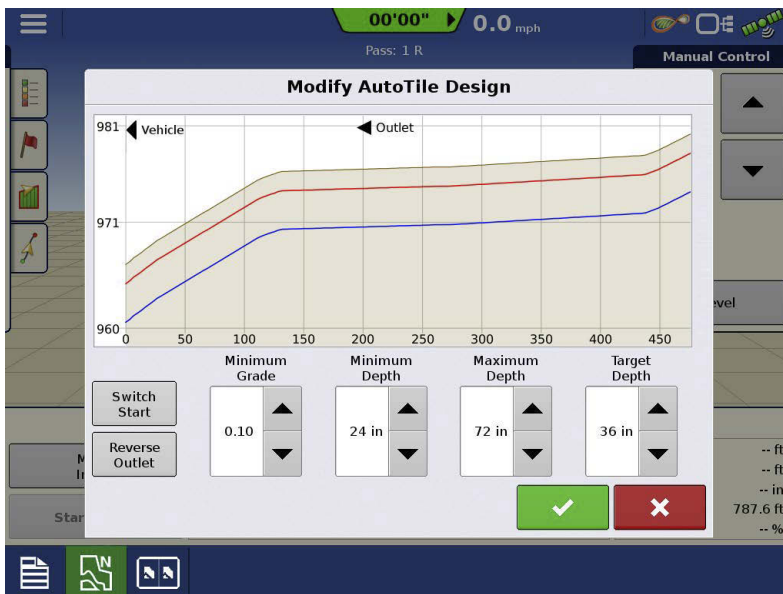 00'00"
0.0 mph
Pass: 1 R
Manual Control
Modify AutoTile Design
981
Vehicle
Outlet
971
960
0 50 100 150 200 250 300 350 400 450
Minimum Grade
Minimum Depth
Maximum Depth
Target Depth
Switch Start
Reverse Outlet
0.10
24 in
72 in
36 in
-- ft
-- ft
-- in
787.6 ft
-- %
Star
N